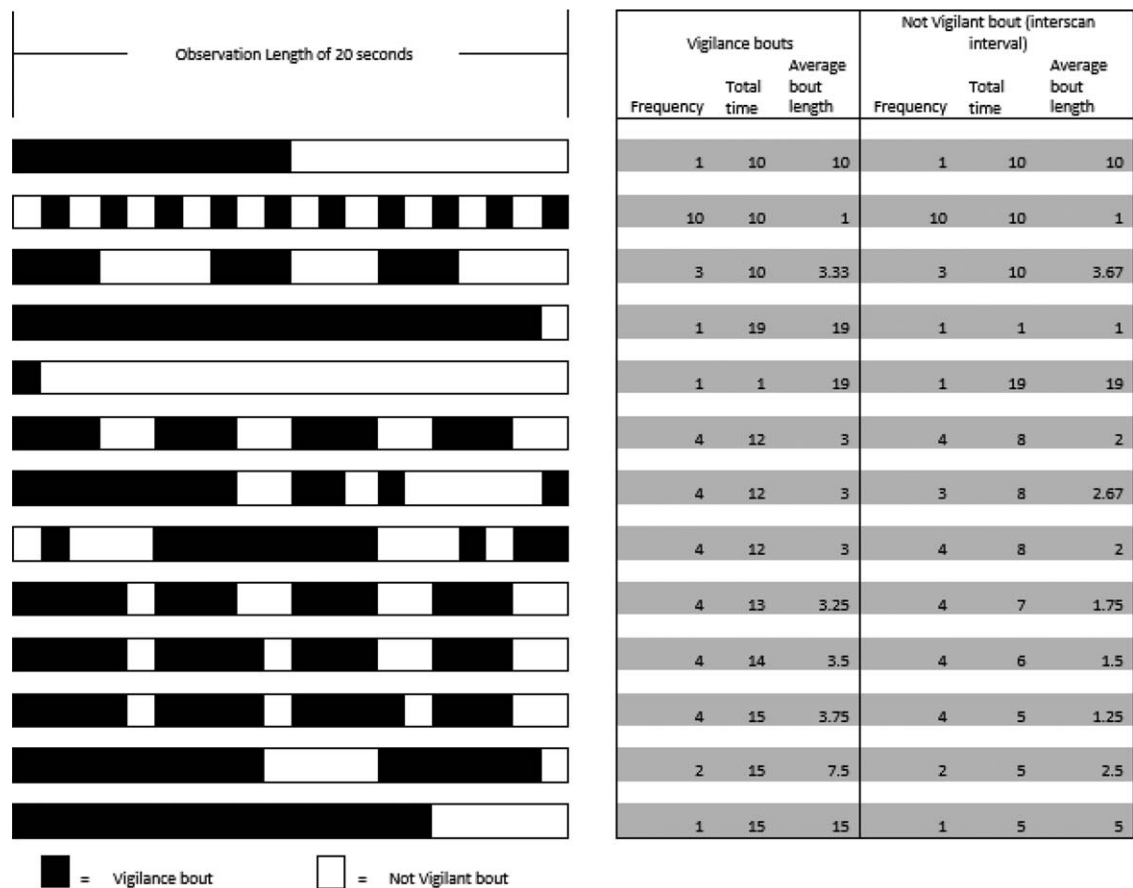 Observation Length of 20 seconds
Vigilance bouts
Not Vigilant bout (interscan
interval)
Frequency Total time Average bout length Frequency Total time Average bout length
1 10 10 1 10 10
10 10 1 10 10 1
3 10 3.33 3 10 3.67
1 19 19 1 1 1
1 1 19 1 19 19
4 12 3 4 8 2
4 12 3 3 8 2.67
4 12 3 4 8 2
4 13 3.25 4 7 1.75
4 14 3.5 4 6 1.5
4 15 3.75 4 5 1.25
2 15 7.5 2 5 2.5
1 15 15 1 5 5
= Vigilance bout = Not Vigilant bout